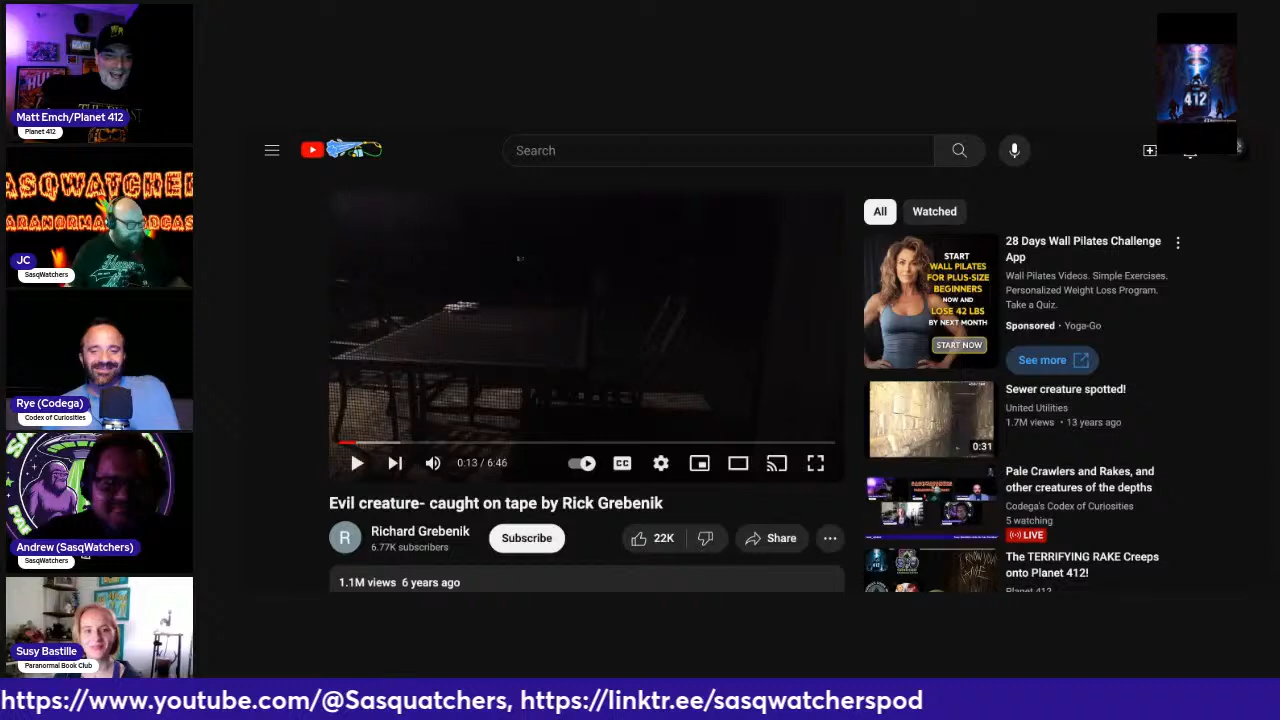 Matt Emch/Planet 412
Planet 412
SASQWATCHERS
PARANORMAL PODCAST
JC
SasqWatchers
Rye (Codega)
Codex of Curiosities
Andrew (SasqWatchers)
SasqWatchers
Susy Bastille
Paranormal Book Club
412
Search
0:13 / 6:46
CC
Evil creature- caught on tape by Rick Grebenik
R
Richard Grebenik
6.77K subscribers
Subscribe
22K
Share
1.1M views 6 years ago
All
Watched
START
WALL PILATES
FOR PLUS-SIZE
BEGINNERS
NOW AND
LOSE 42 LBS
BY NEXT MONTH
START NOW
28 Days Wall Pilates Challenge
App
Wall Pilates Videos. Simple Exercises.
Personalized Weight Loss Program.
Take a Quiz.
Sponsored · Yoga-Go
See more
0:31
Sewer creature spotted!
United Utilities
1.7M views · 13 years ago
Pale Crawlers and Rakes, and
other creatures of the depths
Codega's Codex of Curiosities
5 watching
LIVE
The TERRIFYING RAKE Creeps
onto Planet 412!
Planet 412
https://www.youtube.com/@Sasquatchers, https://linktr.ee/sasqwatcherspod